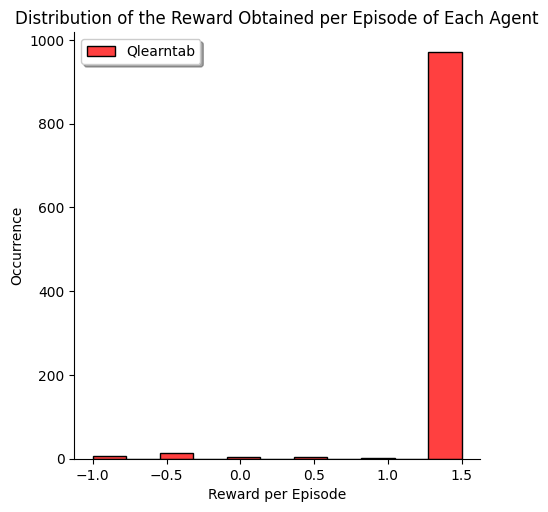 Distribution of the Reward Obtained per Episode of Each Agent
Qlearntab
1000
800
600
400
200
0
Occurrence
−1.0 −0.5 0.0 0.5 1.0 1.5
Reward per Episode